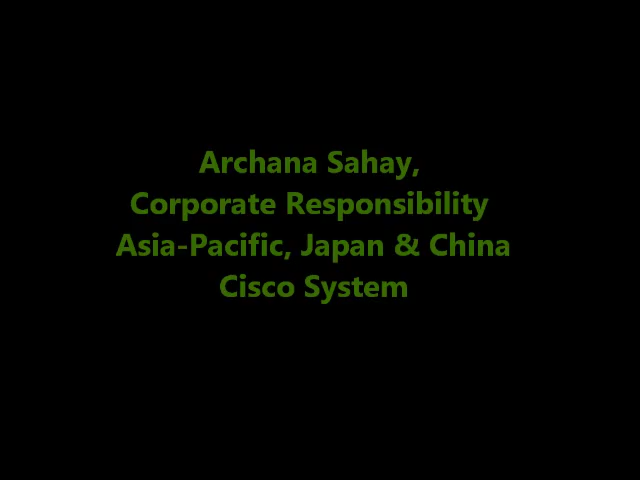 Archana Sahay,
Corporate Responsibility
Asia-Pacific, Japan & China
Cisco System